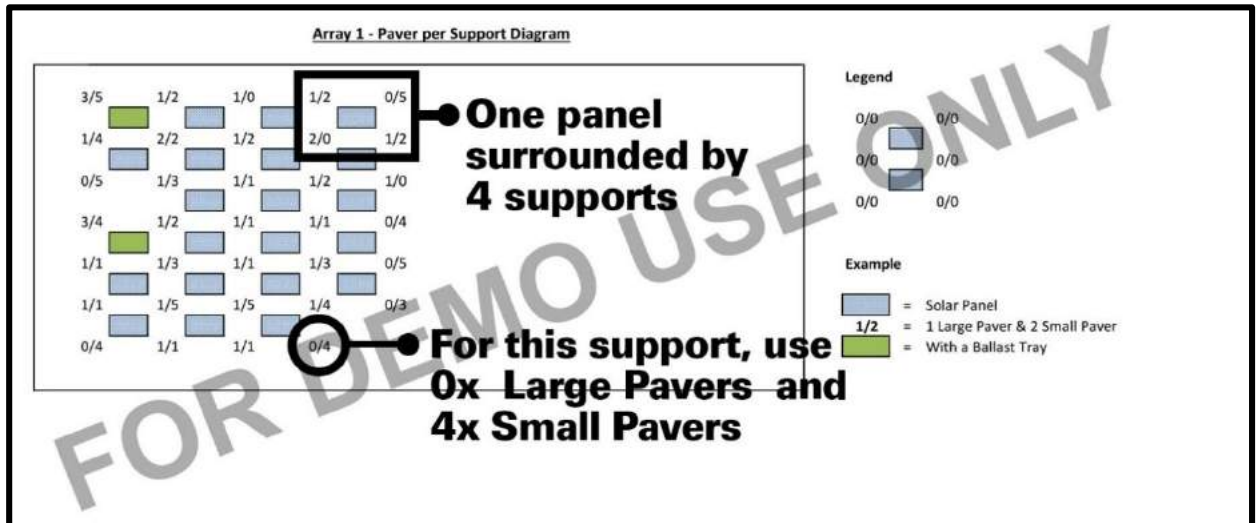 Array 1 - Paver per Support Diagram
3/5 1/2 1/0 1/2 0/5
1/4 2/2 1/2 2/0 1/2
0/5 1/3 1/1 1/2 1/0
3/4 1/2 1/1 1/1 0/4
1/1 1/3 1/1 1/3 0/5
1/1 1/5 1/5 1/4 0/3
0/4 1/1 1/1 0/4
One panel
surrounded by
4 supports
For this support, use
0x Large Pavers and
4x Small Pavers
Legend
0/0 0/0
0/0 0/0
0/0 0/0
Example
= Solar Panel
1/2 = 1 Large Paver & 2 Small Paver
= With a Ballast Tray
FOR DEMO USE ONLY